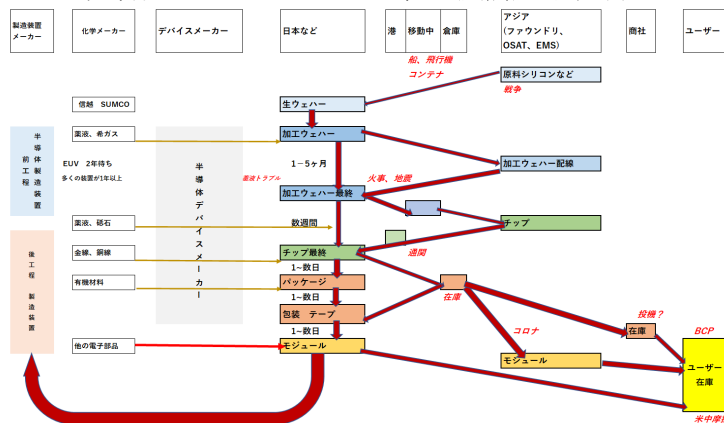 製造装置
メーカー
化学メーカー
デバイスメーカー
日本など
港
移動中
倉庫
アジア
(ファウンドリ、
OSAT、EMS)
商社
ユーザー
船、飛行機
コンテナ
原料シリコンなど
戦争
信越 SUMCO
生ウェハー
薬液、希ガス
加工ウェハー
半導体製造装置
前工程
EUV 2年待ち
多くの装置が1年以上
1－5ヶ月
薬液トラブル
火事、地震
加工ウェハー配線
加工ウェハー最終
半導体デバイスメーカー
薬液、砥石
数週間
チップ
金線、銅線
チップ最終
通関
1~数日
有機材料
パッケージ
在庫
1~数日
後工程 製造装置
包装 テープ
投機？
1~数日
コロナ
在庫
BCP
他の電子部品
モジュール
モジュール
ユーザー
在庫